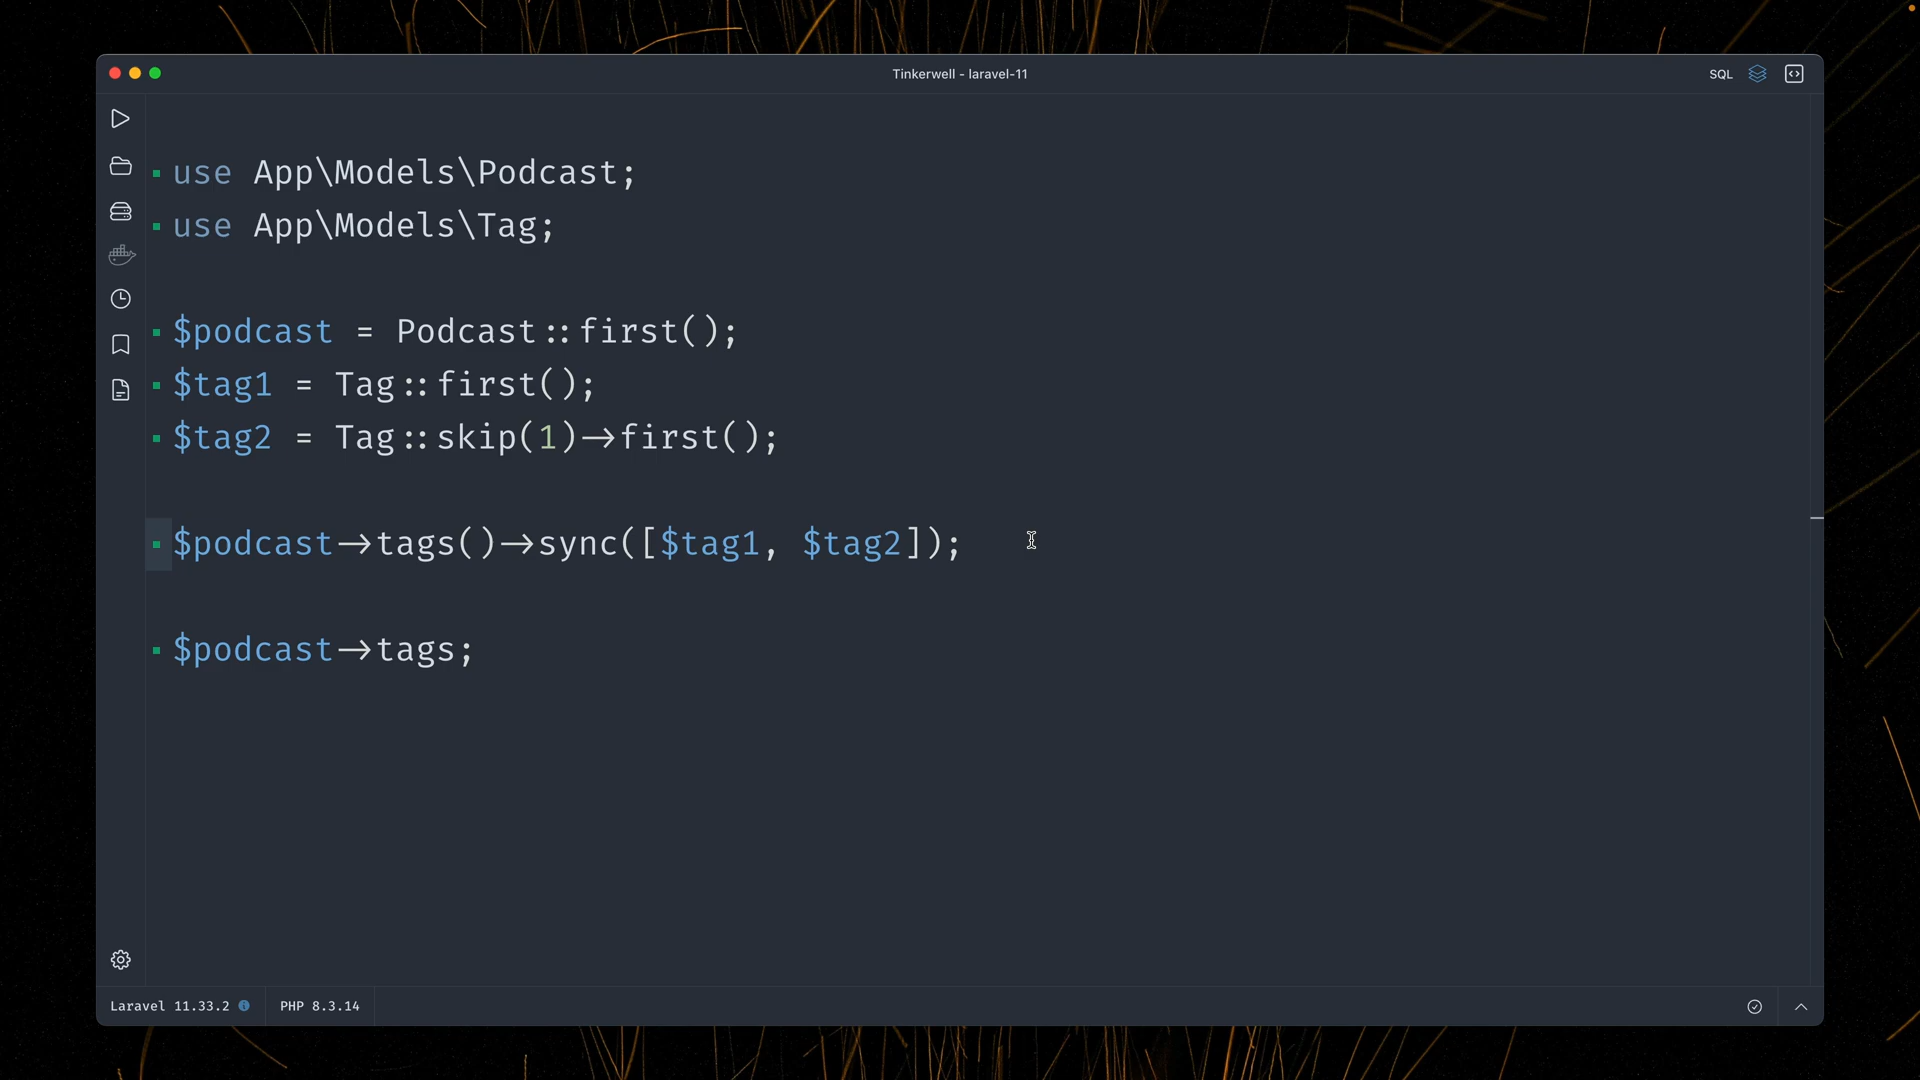 Tinkerwell - laravel-11
SQL
use App\Models\Podcast;
use App\Models\Tag;
$podcast = Podcast::first();
$tag1 = Tag::first();
$tag2 = Tag::skip(1)->first();
$podcast->tags()->sync([$tag1, $tag2]);
$podcast->tags;
Laravel 11.33.2
PHP 8.3.14